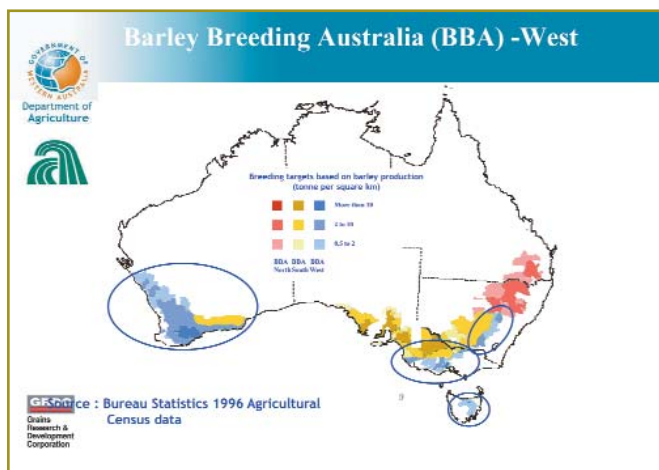 Barley Breeding Australia (BBA) -West
GOVERNMENT OF
WESTERN AUSTRALIA
Department of
Agriculture
Breeding targets based on barley production
(tonne per square km)
More than 10
2 to 10
0.5 to 2
BBA BBA BBA
North South West
Source : Bureau Statistics 1996 Agricultural
Census data
Grains
Research &
Development
Corporation